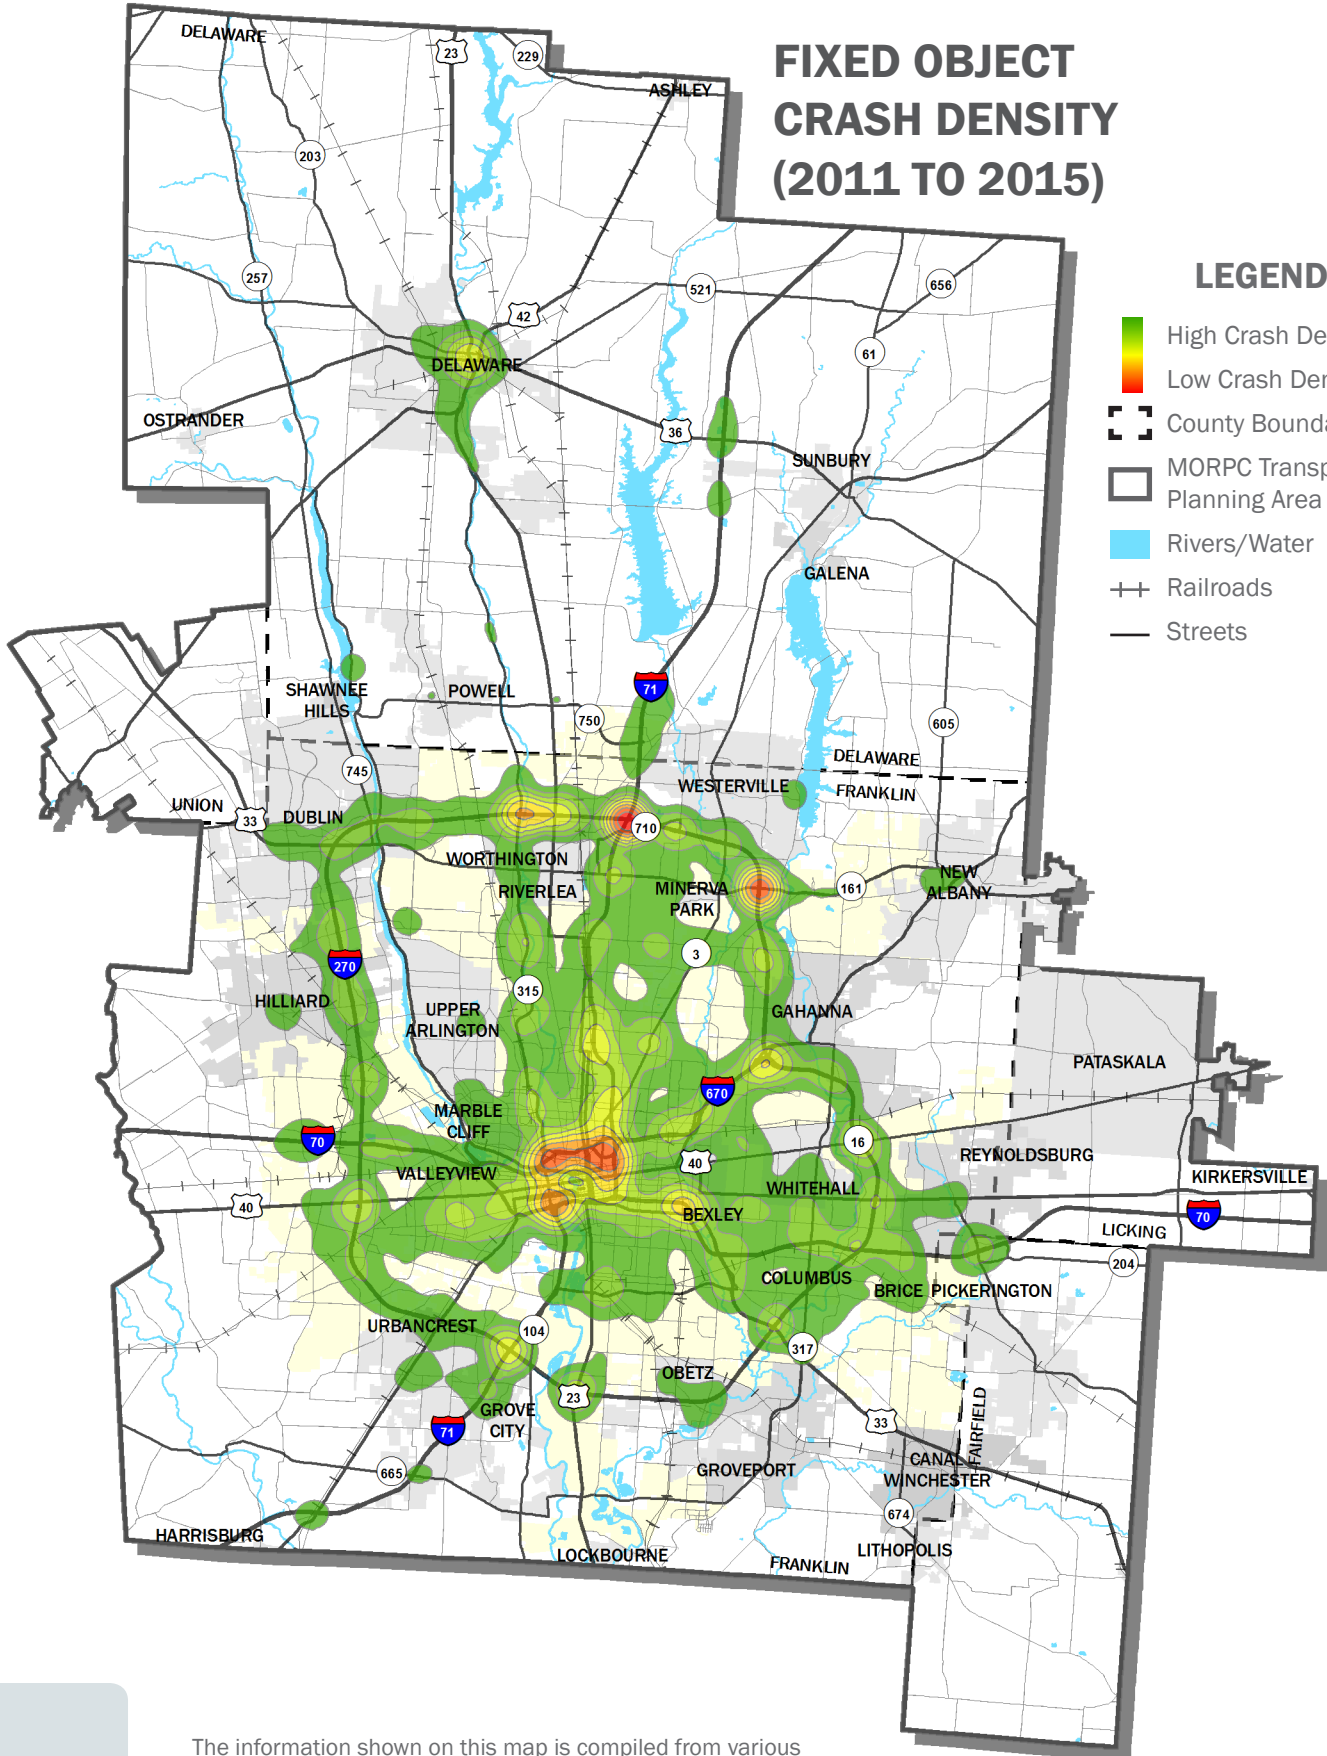 FIXED OBJECT
CRASH DENSITY
(2011 TO 2015)
LEGEND
High Crash De
Low Crash Den
County Bounda
MORPC Transp
Planning Area
Rivers/Water
Railroads
Streets
DELAWARE
23
229
ASHLEY
203
257
521
656
42
61
DELAWARE
OSTRANDER
36
SUNBURY
GALENA
SHAWNEE
HILLS
POWELL
71
750
605
745
DELAWARE
WESTERVILLE
FRANKLIN
UNION
33
DUBLIN
710
WORTHINGTON
RIVERLEA
MINERVA
PARK
161
NEW
ALBANY
3
270
HILLIARD
315
UPPER
ARLINGTON
GAHANNA
PATASKALA
670
MARBLE
CLIFF
70
16
VALLEYVIEW
40
REYNOLDSBURG
WHITEHALL
KIRKERSVILLE
40
BEXLEY
70
LICKING
204
COLUMBUS
BRICE
PICKERINGTON
URBANCREST
104
317
OBETZ
23
GROVE
CITY
71
33
FAIRFIELD
665
GROVEPORT
CANAL
WINCHESTER
674
HARRISBURG
LOCKBOURNE
FRANKLIN
LITHOPOLIS
The information shown on this map is compiled from various